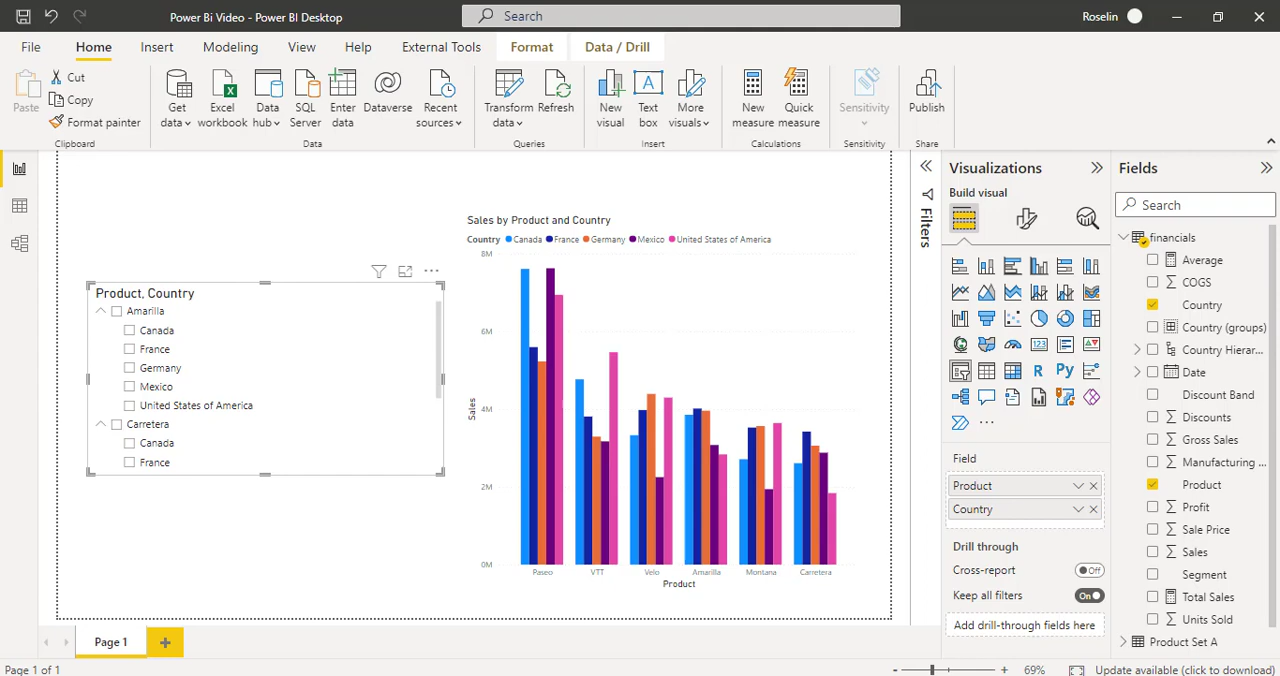 Power Bi Video - Power BI Desktop
Search
Roselin
File Home Insert Modeling View Help External Tools Format Data / Drill
Paste
Cut
Copy
Format painter
Clipboard
Get data
Excel workbook
Data hub
SQL Server
Enter data
Dataverse
Recent sources
Data
Transform data
Refresh
Queries
New visual
Text box
More visuals
Insert
New measure
Quick measure
Calculations
Sensitivity
Sensitivity
Publish
Share
Product, Country
Amarilla
Canada
France
Germany
Mexico
United States of America
Carretera
Canada
France
Sales by Product and Country
Country Canada France Germany Mexico United States of America
8M
6M
4M
2M
0M
Sales
Paseo VTT Velo Amarilla Montana Carretera
Product
Filters
Visualizations
Build visual
123
R Py
Field
Product
Country
Drill through
Cross-report Off
Keep all filters On
Add drill-through fields here
Fields
Search
financials
Average
COGS
Country
Country (groups)
Country Hierar...
Date
Discount Band
Discounts
Gross Sales
Manufacturing ...
Product
Profit
Sale Price
Sales
Segment
Total Sales
Units Sold
Product Set A
Page 1
Page 1 of 1
- + 69% Update available (click to download)